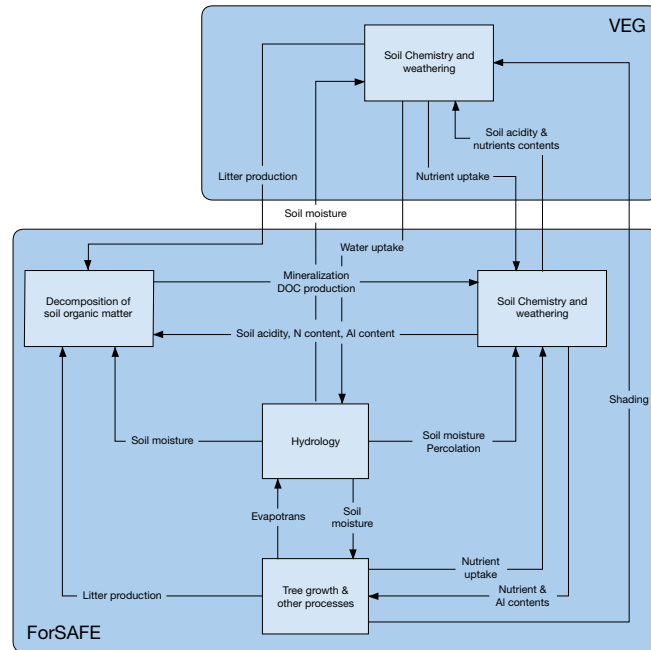 VEG
Soil Chemistry and
weathering
Soil acidity &
nutrients contents
Litter production
Nutrient uptake
Soil moisture
Water uptake
Mineralization
DOC production
Decomposition of
soil organic matter
Soil Chemistry and
weathering
Soil acidity, N content, Al content
Shading
Soil moisture
Hydrology
Soil moisture
Percolation
Evapotrans
Soil
moisture
Nutrient
uptake
Litter production
Tree growth &
other processes
Nutrient &
Al contents
ForSAFE